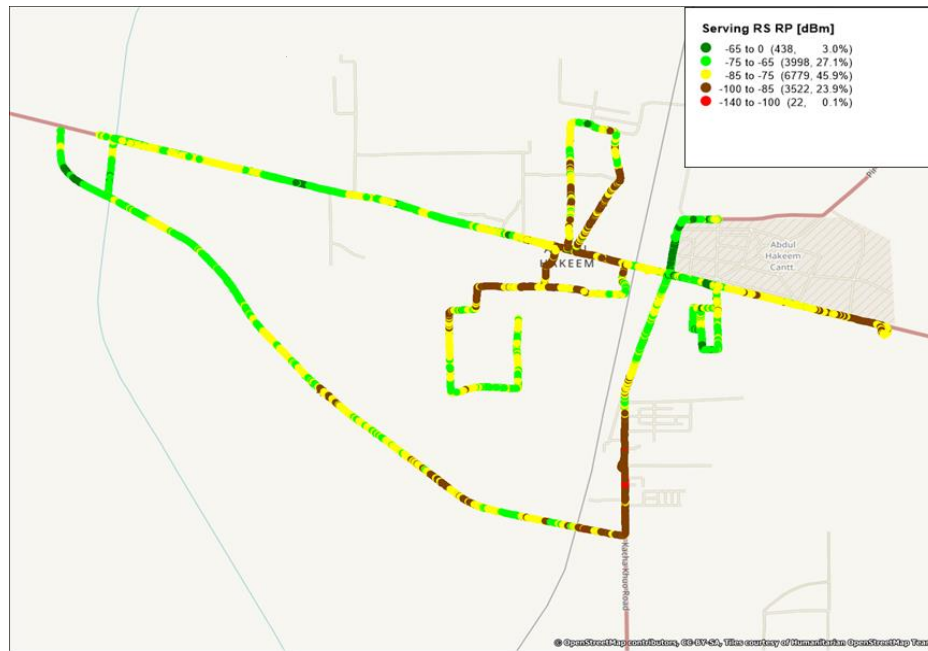 Serving RS RP [dBm]
-65 to 0 (438, 3.0%)
-75 to -65 (3998, 27.1%)
-85 to -75 (6779, 45.9%)
-100 to -85 (3522, 23.9%)
-140 to -100 (22, 0.1%)
Abdul
Hakeem
Cantt.
HAKEEM
Kacha Khuo Road
© OpenStreetMap contributors, CC-BY-SA, Tiles courtesy of Humanitarian OpenStreetMap Team